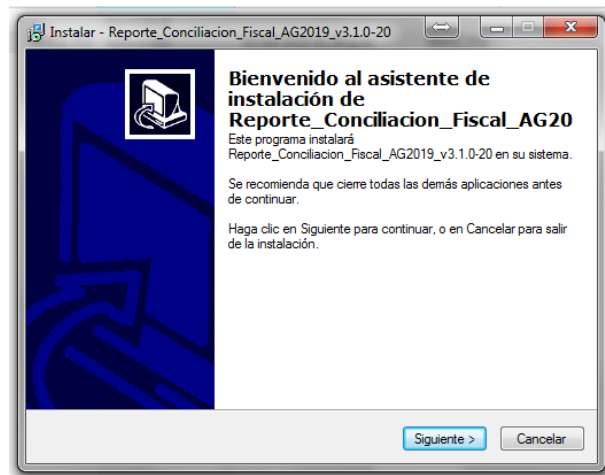 Instalar - Reporte_Conciliacion_Fiscal_AG2019_v3.1.0-20
Bienvenido al asistente de
instalación de
Reporte_Conciliacion_Fiscal_AG20
Este programa instalará
Reporte_Conciliacion_Fiscal_AG2019_v3.1.0-20 en su sistema.
Se recomienda que cierre todas las demás aplicaciones antes
de continuar.
Haga clic en Siguiente para continuar, o en Cancelar para salir
de la instalación.
Siguiente > Cancelar